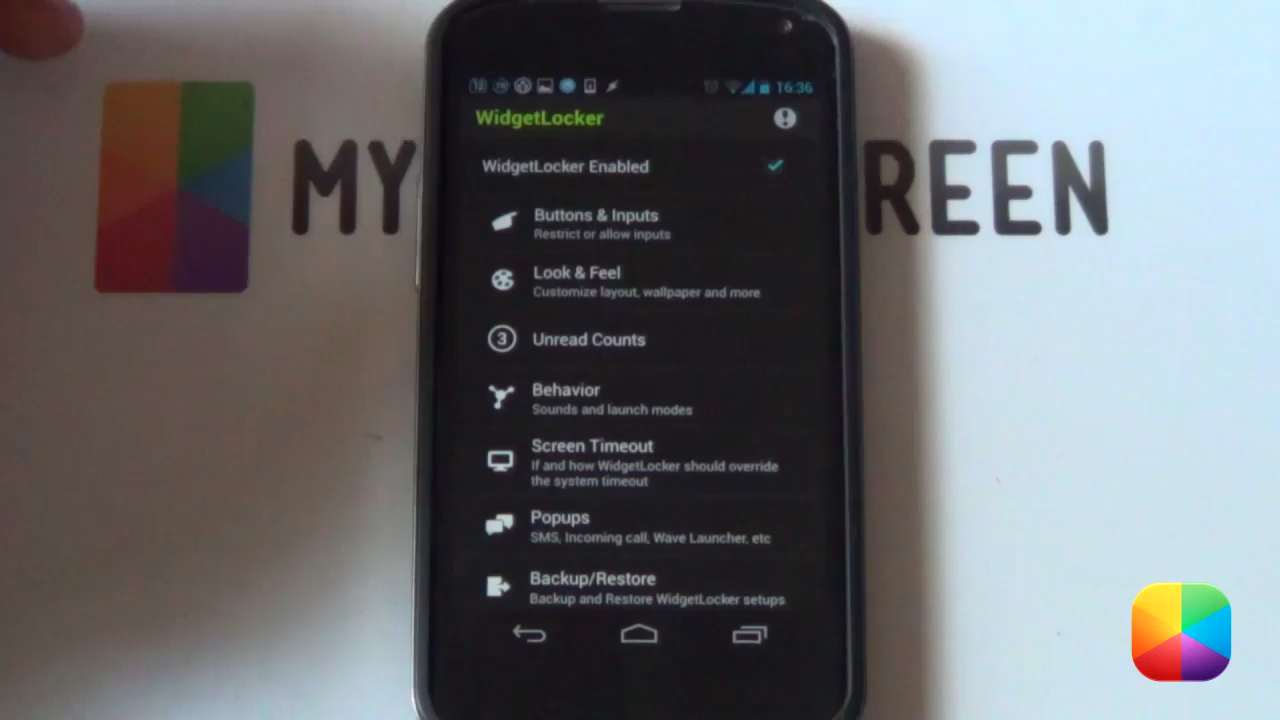 16:36
WidgetLocker
MY REEN
WidgetLocker Enabled
Buttons & Inputs
Restrict or allow inputs
Look & Feel
Customize layout, wallpaper and more
3
Unread Counts
Behavior
Sounds and launch modes
Screen Timeout
If and how WidgetLocker should override
the system timeout
Popups
SMS, Incoming call, Wave Launcher, etc
Backup/Restore
Backup and Restore WidgetLocker setups